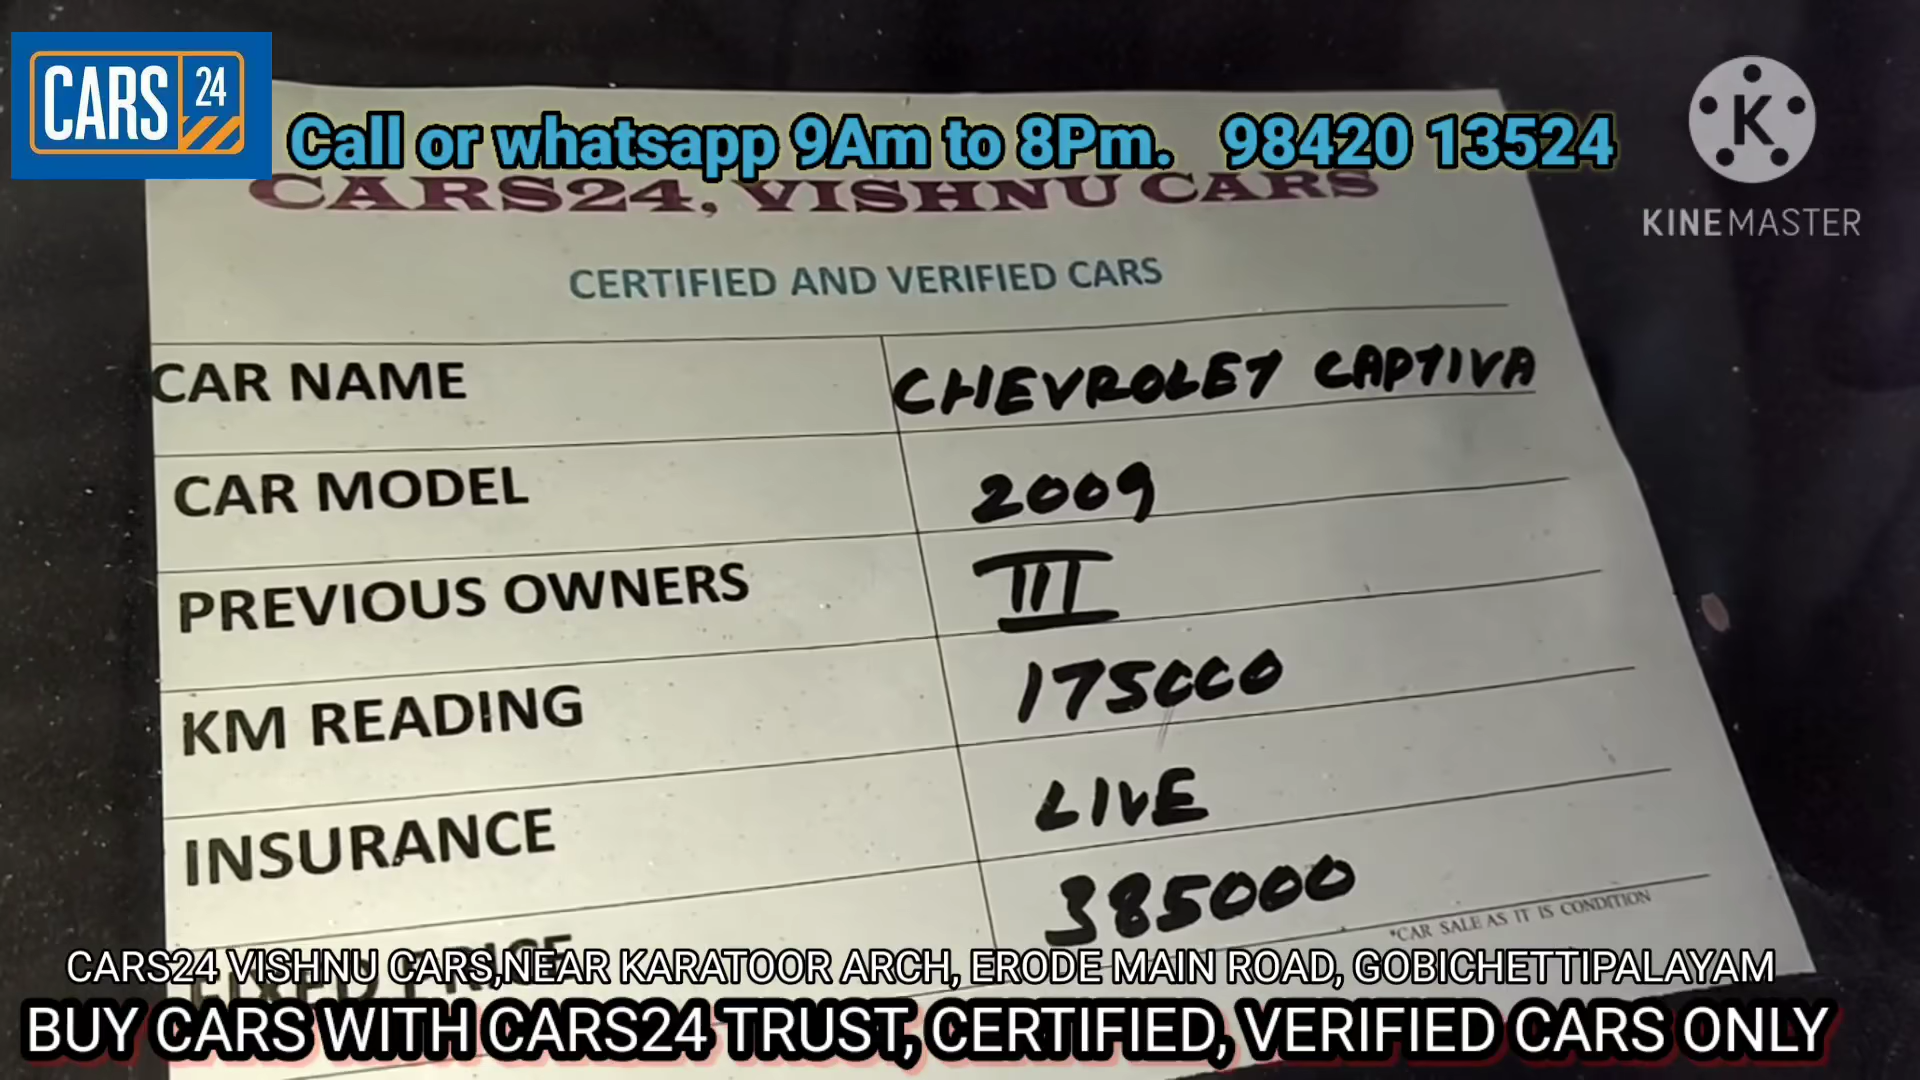 CARS 24
Call or whatsapp 9Am to 8Pm. 98420 13524
K
KINEMASTER
CARS24, VISHNU CARS
CERTIFIED AND VERIFIED CARS
CAR NAME CHEVROLET CAPTIVA
CAR MODEL 2009
PREVIOUS OWNERS III
KM READING 175000
INSURANCE LIVE
FIXED PRICE 385000
*CAR SALE AS IT IS CONDITION
CARS24 VISHNU CARS,NEAR KARATOOR ARCH, ERODE MAIN ROAD, GOBICHETTIPALAYAM
BUY CARS WITH CARS24 TRUST, CERTIFIED, VERIFIED CARS ONLY